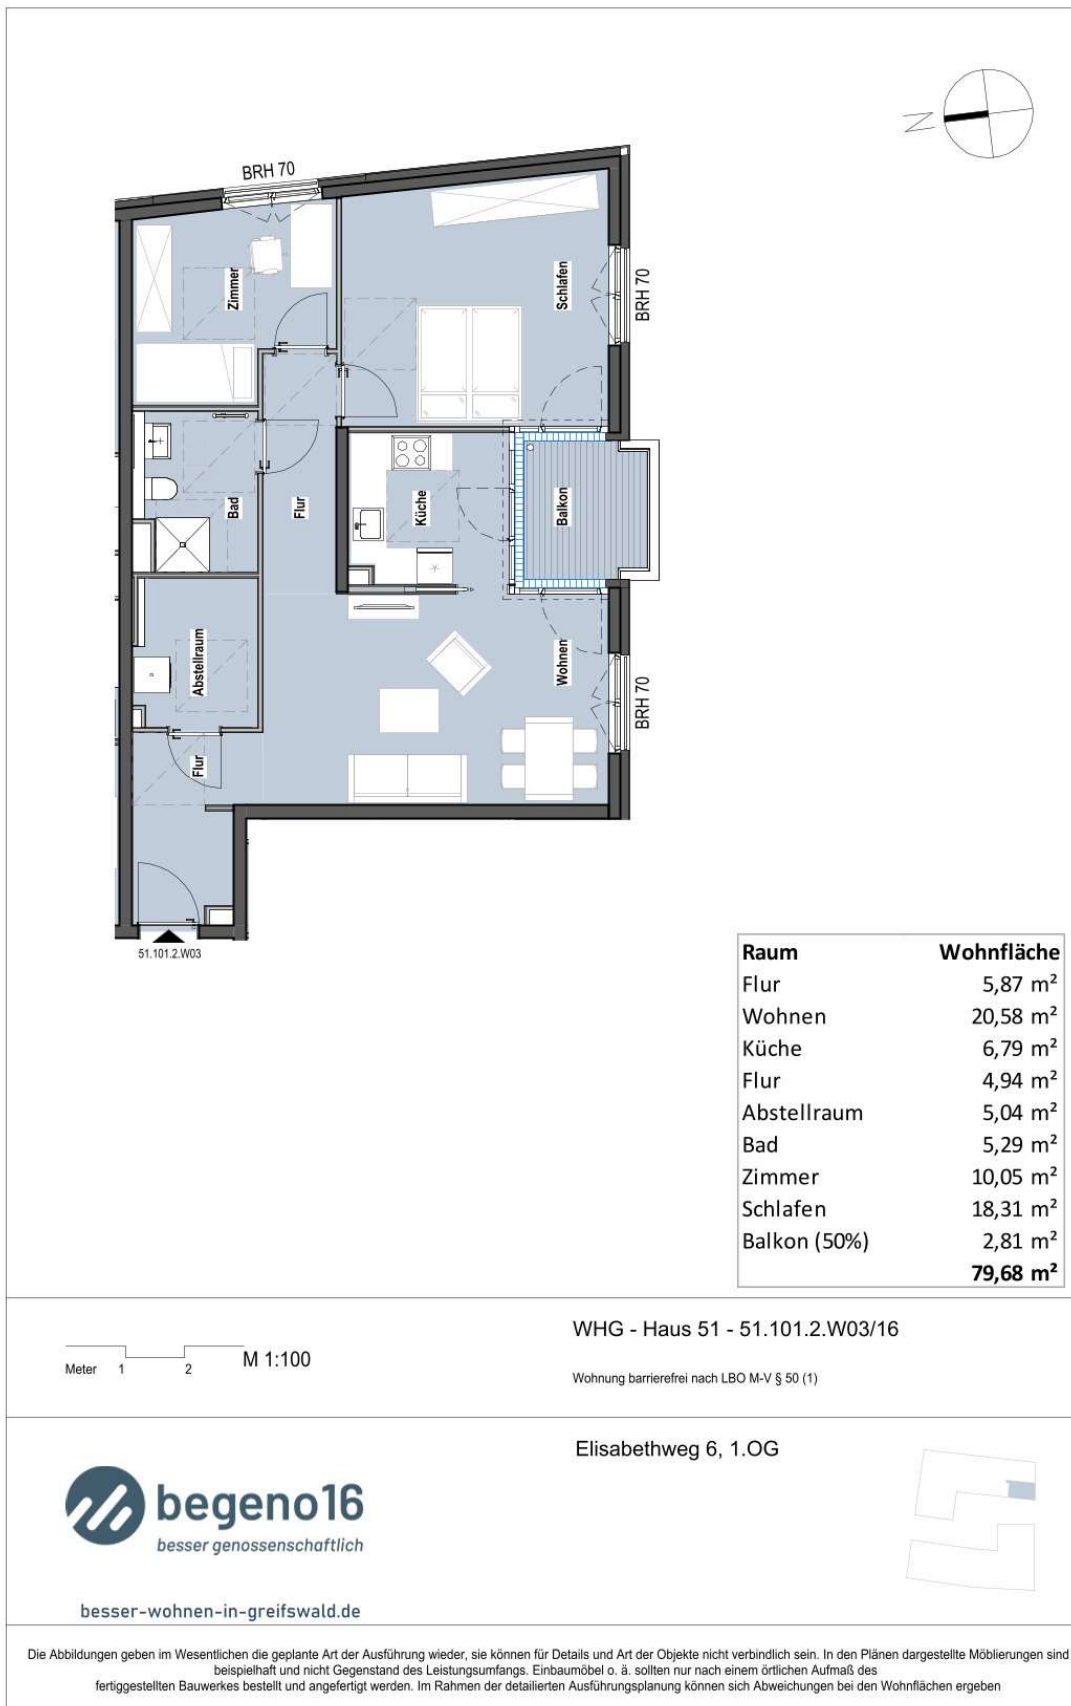 N
BRH 70
Zimmer
Schlafen
BRH 70
Bad
Flur
Küche
Balkon
Abstellraum
Wohnen
BRH 70
Flur
51.101.2.W03
Raum Wohnfläche
Flur 5,87 m²
Wohnen 20,58 m²
Küche 6,79 m²
Flur 4,94 m²
Abstellraum 5,04 m²
Bad 5,29 m²
Zimmer 10,05 m²
Schlafen 18,31 m²
Balkon (50%) 2,81 m²
79,68 m²
Meter 1 2 M 1:100
WHG - Haus 51 - 51.101.2.W03/16
Wohnung barrierefrei nach LBO M-V § 50 (1)
Elisabethweg 6, 1.OG
begeno16
besser genossenschaftlich
besser-wohnen-in-greifswald.de
Die Abbildungen geben im Wesentlichen die geplante Art der Ausführung wieder, sie können für Details und Art der Objekte nicht verbindlich sein. In den Plänen dargestellte Möblierungen sind
beispielhaft und nicht Gegenstand des Leistungsumfangs. Einbaumöbel o. ä. sollten nur nach einem örtlichen Aufmaß des
fertiggestellten Bauwerkes bestellt und angefertigt werden. Im Rahmen der detailierten Ausführungsplanung können sich Abweichungen bei den Wohnflächen ergeben